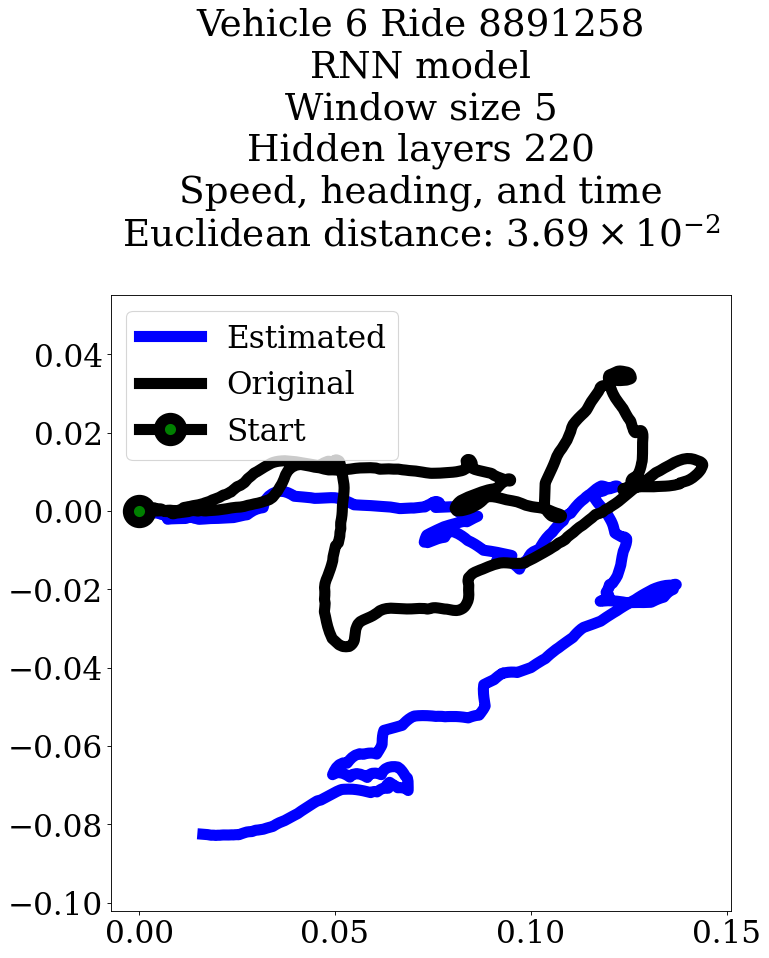 Vehicle 6 Ride 8891258
RNN model
Window size 5
Hidden layers 220
Speed, heading, and time
Euclidean distance: 3.69 × 10⁻²
Estimated
Original
Start
0.04
0.02
0.00
−0.02
−0.04
−0.06
−0.08
−0.10
0.00 0.05 0.10 0.15